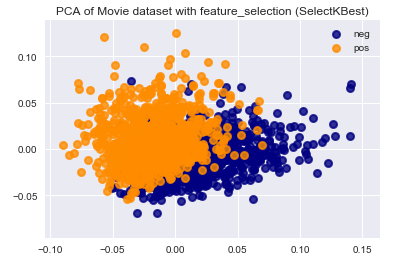 PCA of Movie dataset with feature_selection (SelectKBest)
neg
pos
0.10
0.05
0.00
−0.05
−0.10 −0.05 0.00 0.05 0.10 0.15